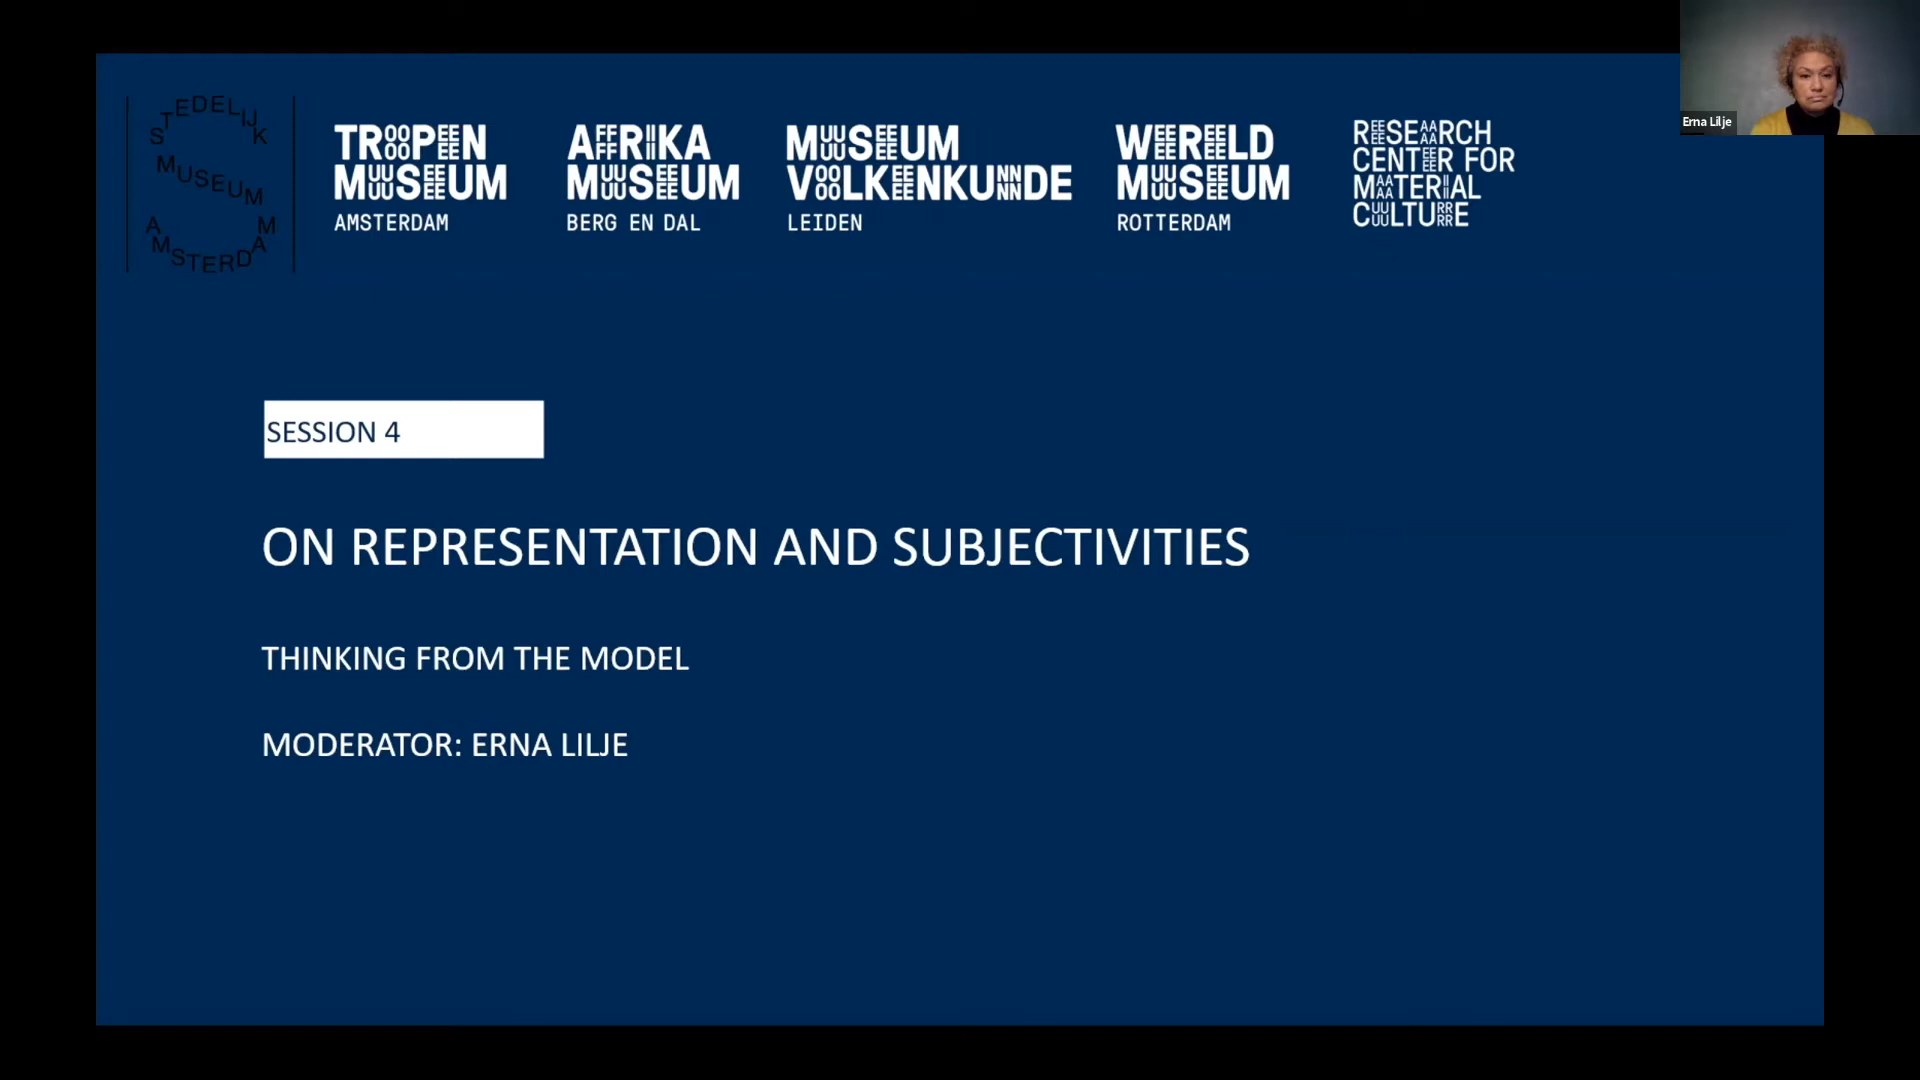 STEDELIJK
MUSEUM
AMSTERDAM
TROPEN
MUSEUM
AMSTERDAM
AFRIKA
MUSEUM
BERG EN DAL
MUSEUM
VOLKENKUNDE
LEIDEN
WERELD
MUSEUM
ROTTERDAM
RESEARCH
CENTER FOR
MATERIAL
CULTURE
Erna Lilje
SESSION 4
ON REPRESENTATION AND SUBJECTIVITIES
THINKING FROM THE MODEL
MODERATOR: ERNA LILJE